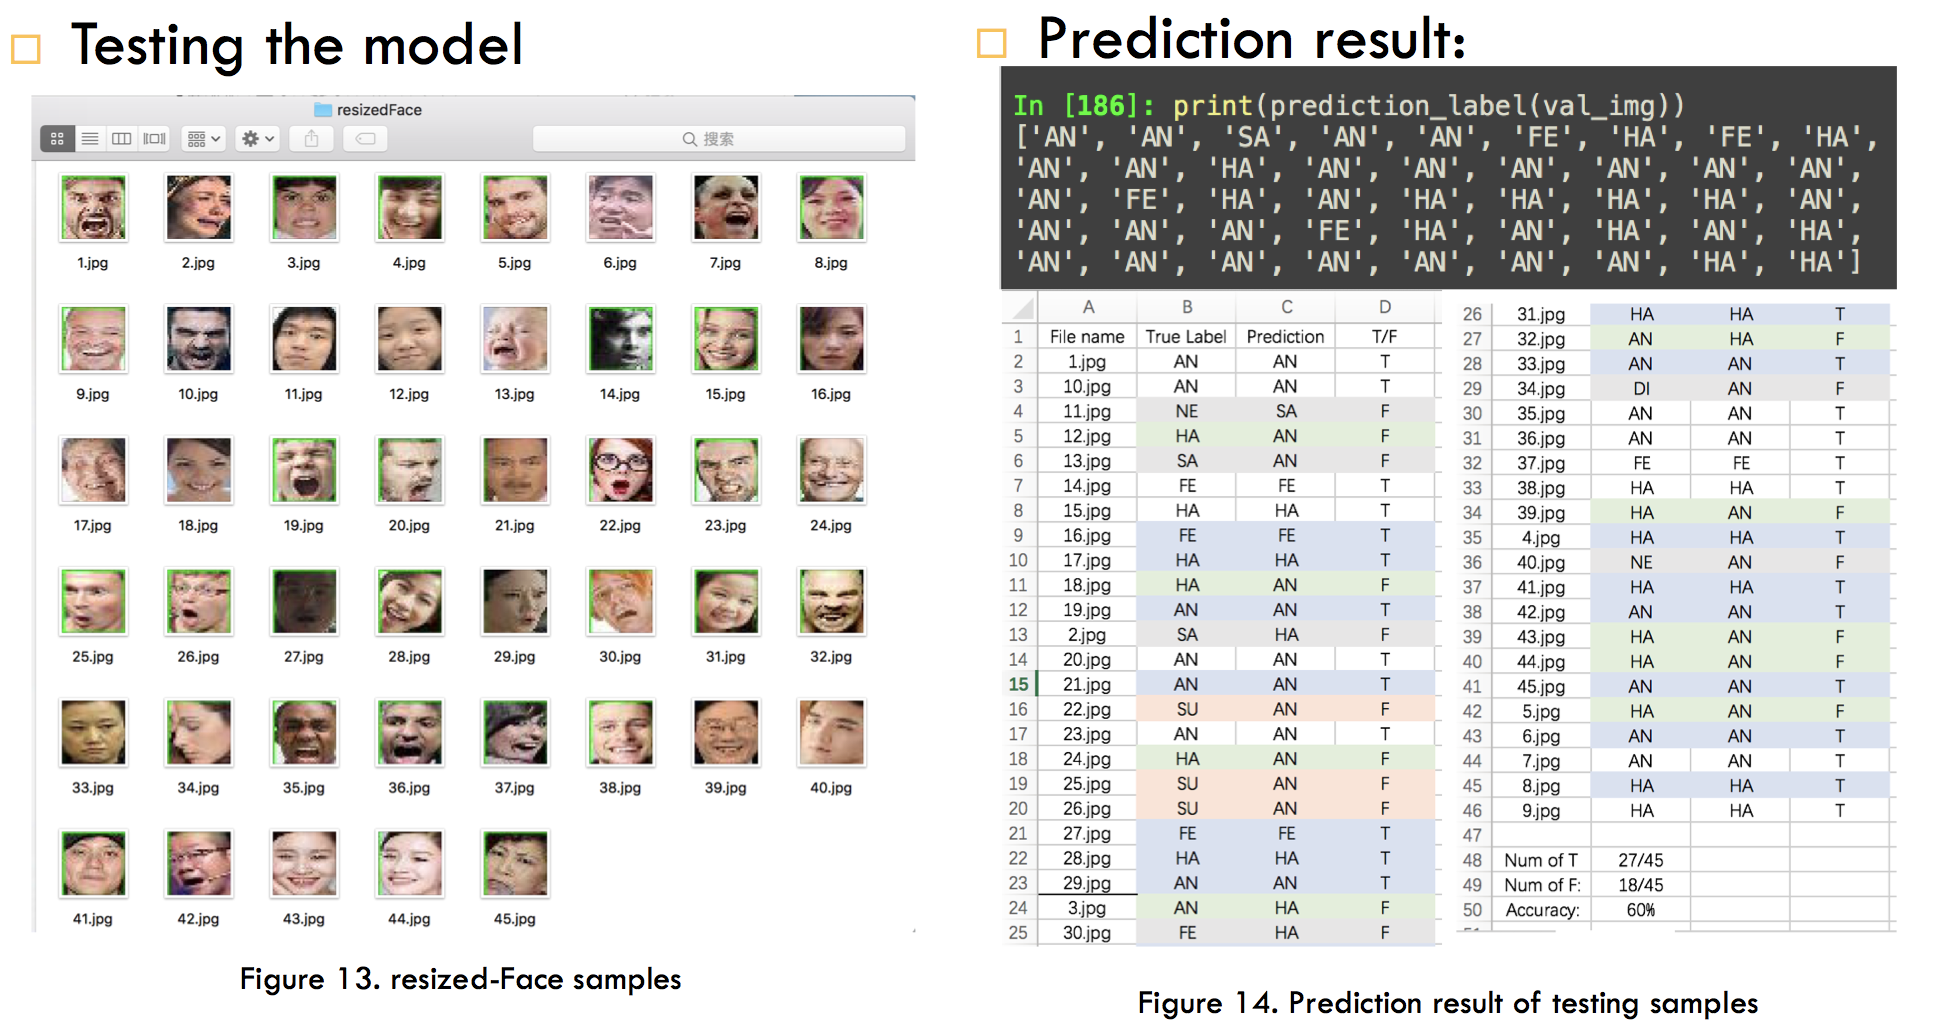 Testing the model
resizedFace
搜索
1.jpg 2.jpg 3.jpg 4.jpg 5.jpg 6.jpg 7.jpg 8.jpg
9.jpg 10.jpg 11.jpg 12.jpg 13.jpg 14.jpg 15.jpg 16.jpg
17.jpg 18.jpg 19.jpg 20.jpg 21.jpg 22.jpg 23.jpg 24.jpg
25.jpg 26.jpg 27.jpg 28.jpg 29.jpg 30.jpg 31.jpg 32.jpg
33.jpg 34.jpg 35.jpg 36.jpg 37.jpg 38.jpg 39.jpg 40.jpg
41.jpg 42.jpg 43.jpg 44.jpg 45.jpg
Figure 13. resized-Face samples
Prediction result:
In [186]: print(prediction_label(val_img))
['AN', 'AN', 'SA', 'AN', 'AN', 'FE', 'HA', 'FE', 'HA',
'AN', 'AN', 'HA', 'AN', 'AN', 'AN', 'AN', 'AN', 'AN',
'AN', 'FE', 'HA', 'AN', 'HA', 'HA', 'HA', 'HA', 'AN',
'AN', 'AN', 'AN', 'FE', 'HA', 'AN', 'HA', 'AN', 'HA',
'AN', 'AN', 'AN', 'AN', 'AN', 'AN', 'AN', 'HA', 'HA']
A B C D
1 File name True Label Prediction T/F
2 1.jpg AN AN T
3 10.jpg AN AN T
4 11.jpg NE SA F
5 12.jpg HA AN F
6 13.jpg SA AN F
7 14.jpg FE FE T
8 15.jpg HA HA T
9 16.jpg FE FE T
10 17.jpg HA HA T
11 18.jpg HA AN F
12 19.jpg AN AN T
13 2.jpg SA HA F
14 20.jpg AN AN T
15 21.jpg AN AN T
16 22.jpg SU AN F
17 23.jpg AN AN T
18 24.jpg HA AN F
19 25.jpg SU AN F
20 26.jpg SU AN F
21 27.jpg FE FE T
22 28.jpg HA HA T
23 29.jpg AN AN T
24 3.jpg AN HA F
25 30.jpg FE HA F
26 31.jpg HA HA T
27 32.jpg AN HA F
28 33.jpg AN AN T
29 34.jpg DI AN F
30 35.jpg AN AN T
31 36.jpg AN AN T
32 37.jpg FE FE T
33 38.jpg HA HA T
34 39.jpg HA AN F
35 4.jpg HA HA T
36 40.jpg NE AN F
37 41.jpg HA HA T
38 42.jpg AN AN T
39 43.jpg HA AN F
40 44.jpg HA AN F
41 45.jpg AN AN T
42 5.jpg HA AN F
43 6.jpg AN AN T
44 7.jpg AN AN T
45 8.jpg HA HA T
46 9.jpg HA HA T
47
48 Num of T 27/45
49 Num of F: 18/45
50 Accuracy: 60%
Figure 14. Prediction result of testing samples